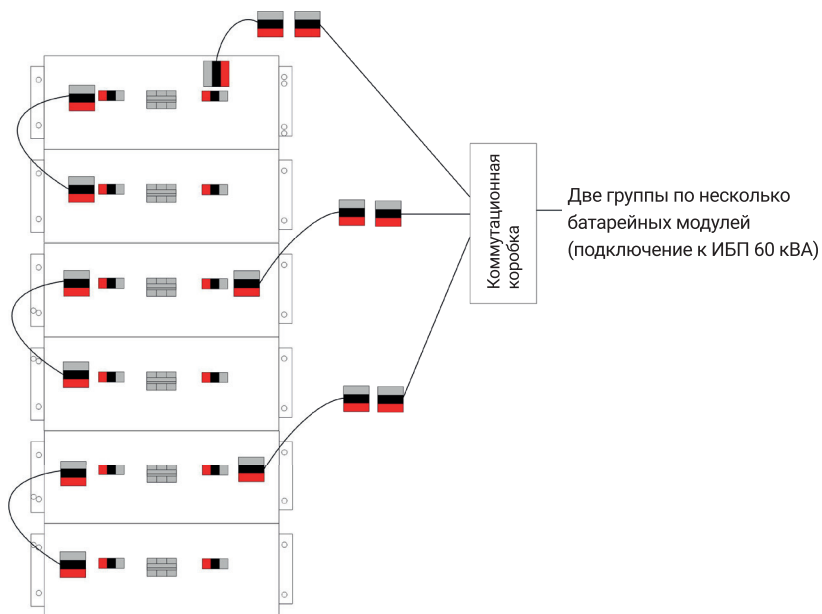 Коммутационная
коробка
Две группы по несколько
батарейных модулей
(подключение к ИБП 60 кВА)